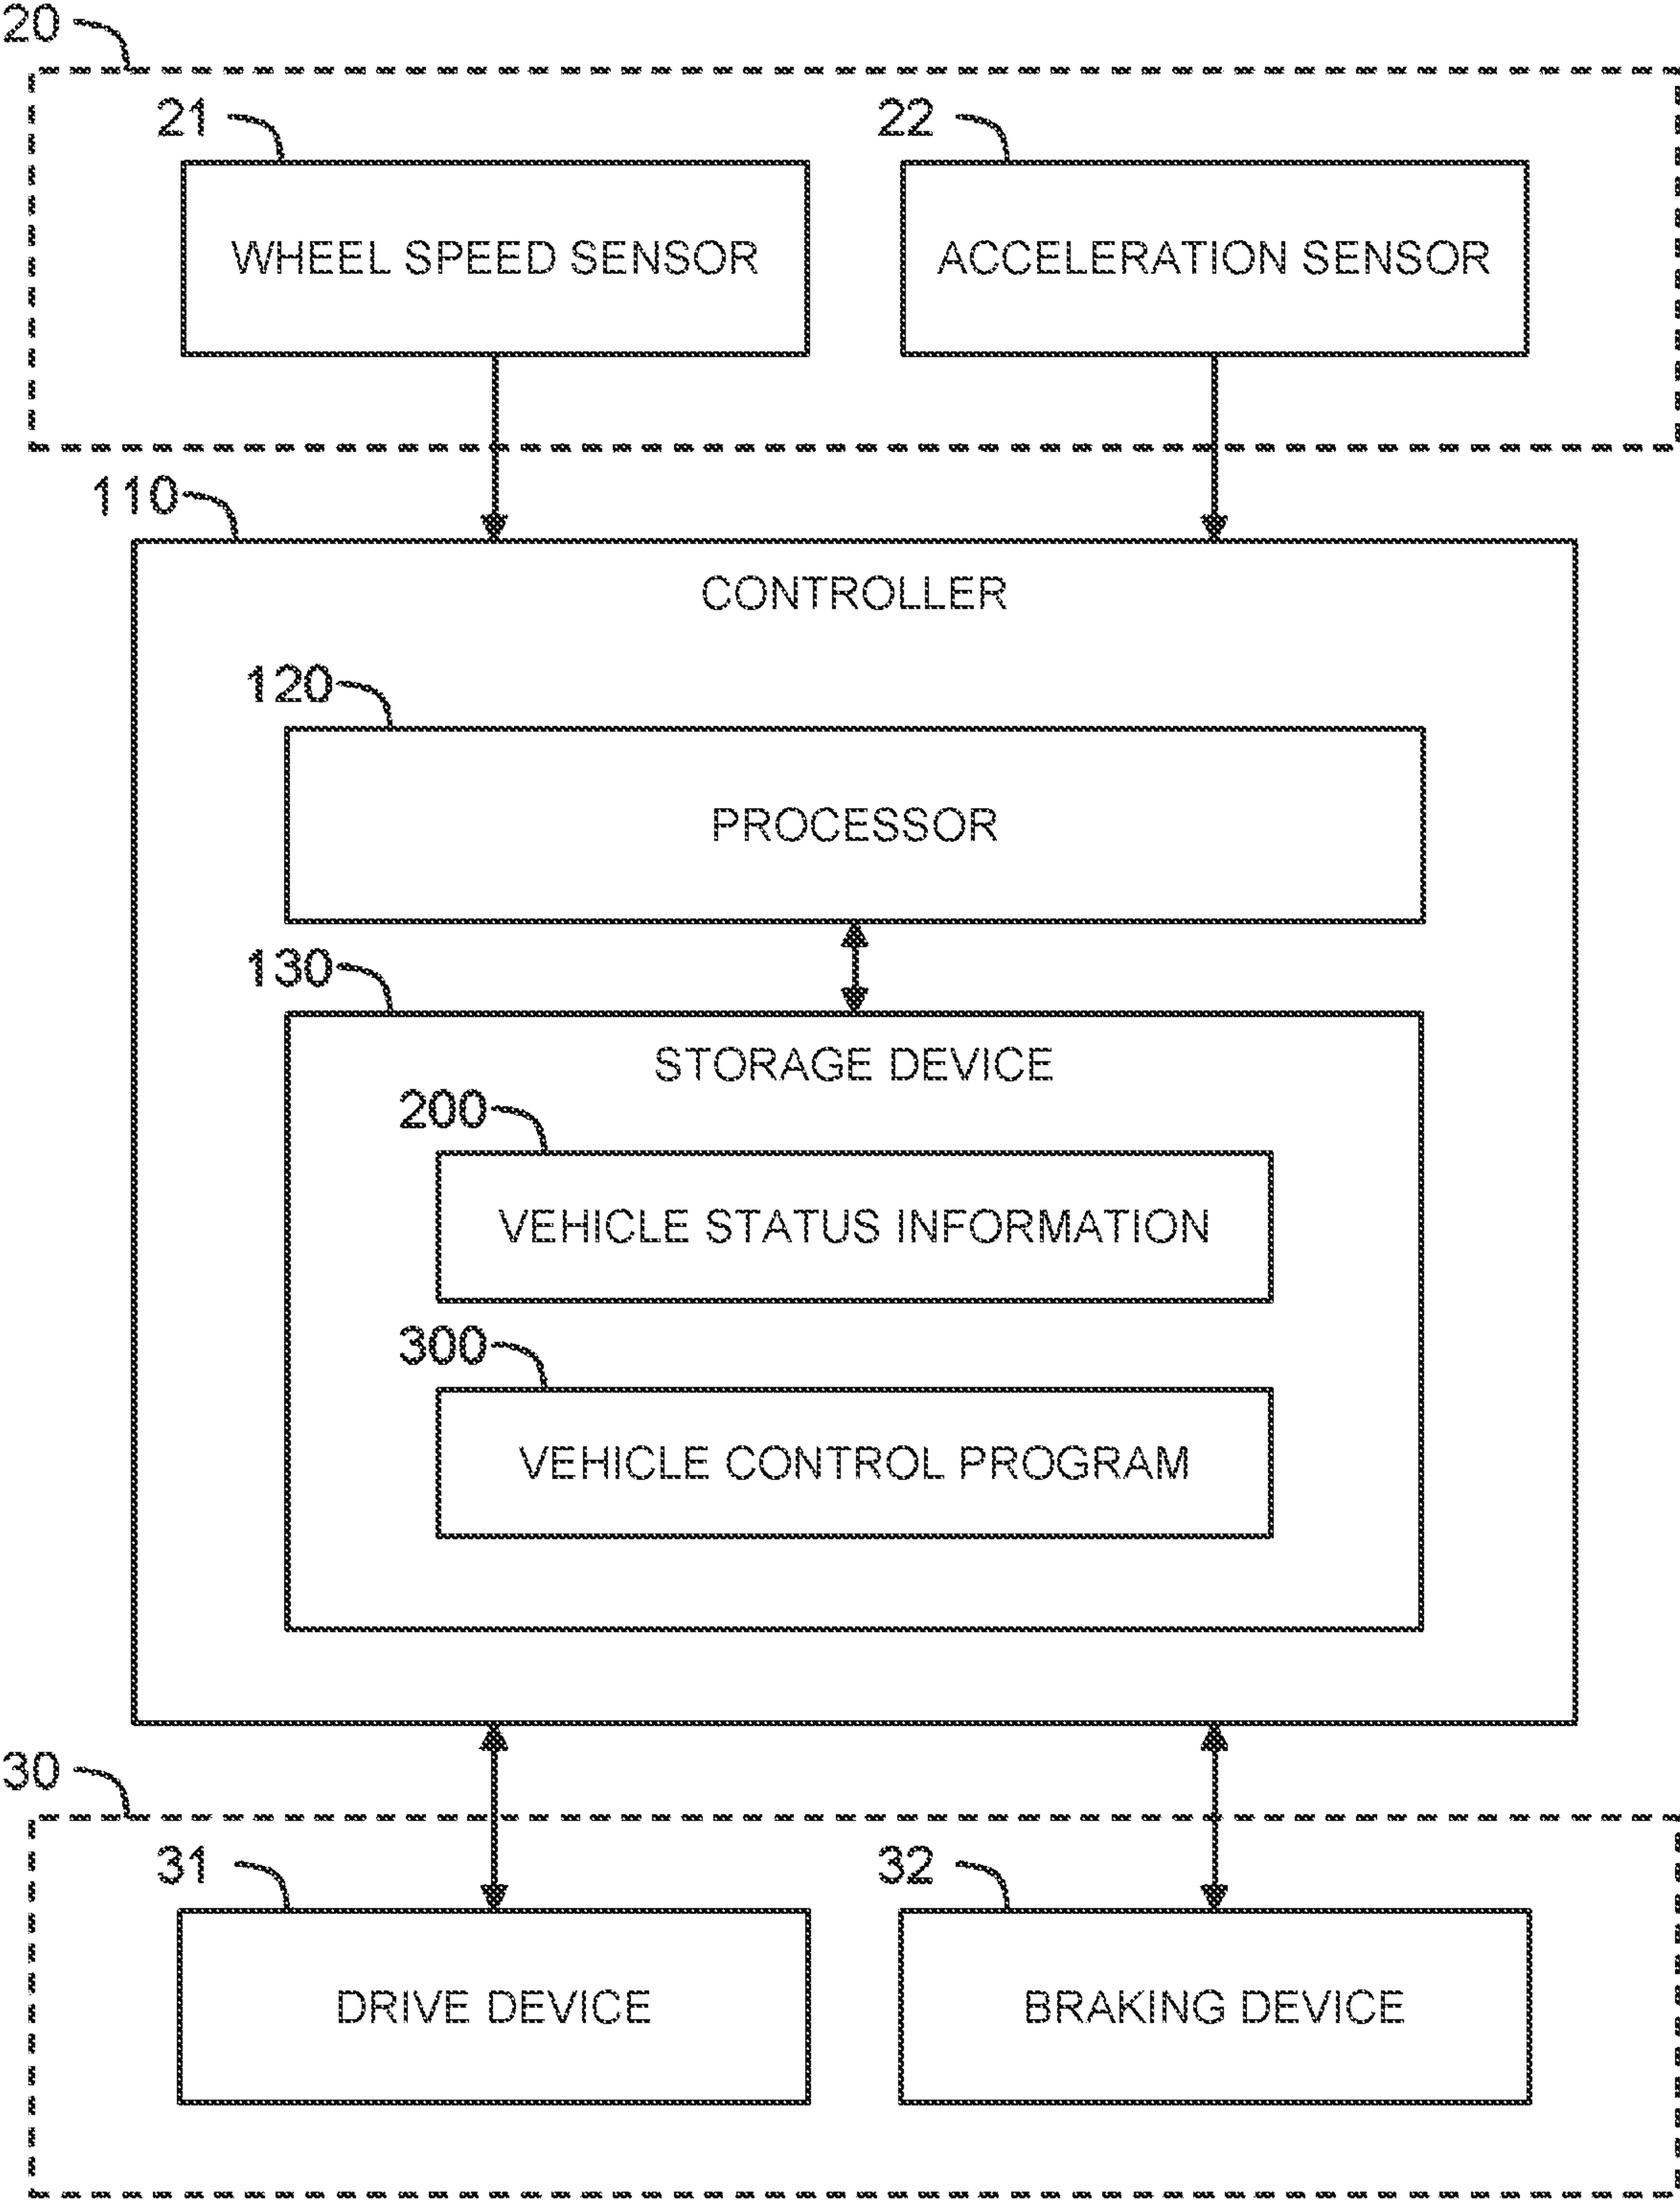 20
21
22
WHEEL SPEED SENSOR
ACCELERATION SENSOR
110
CONTROLLER
120
PROCESSOR
130
STORAGE DEVICE
200
VEHICLE STATUS INFORMATION
300
VEHICLE CONTROL PROGRAM
30
31
32
DRIVE DEVICE
BRAKING DEVICE